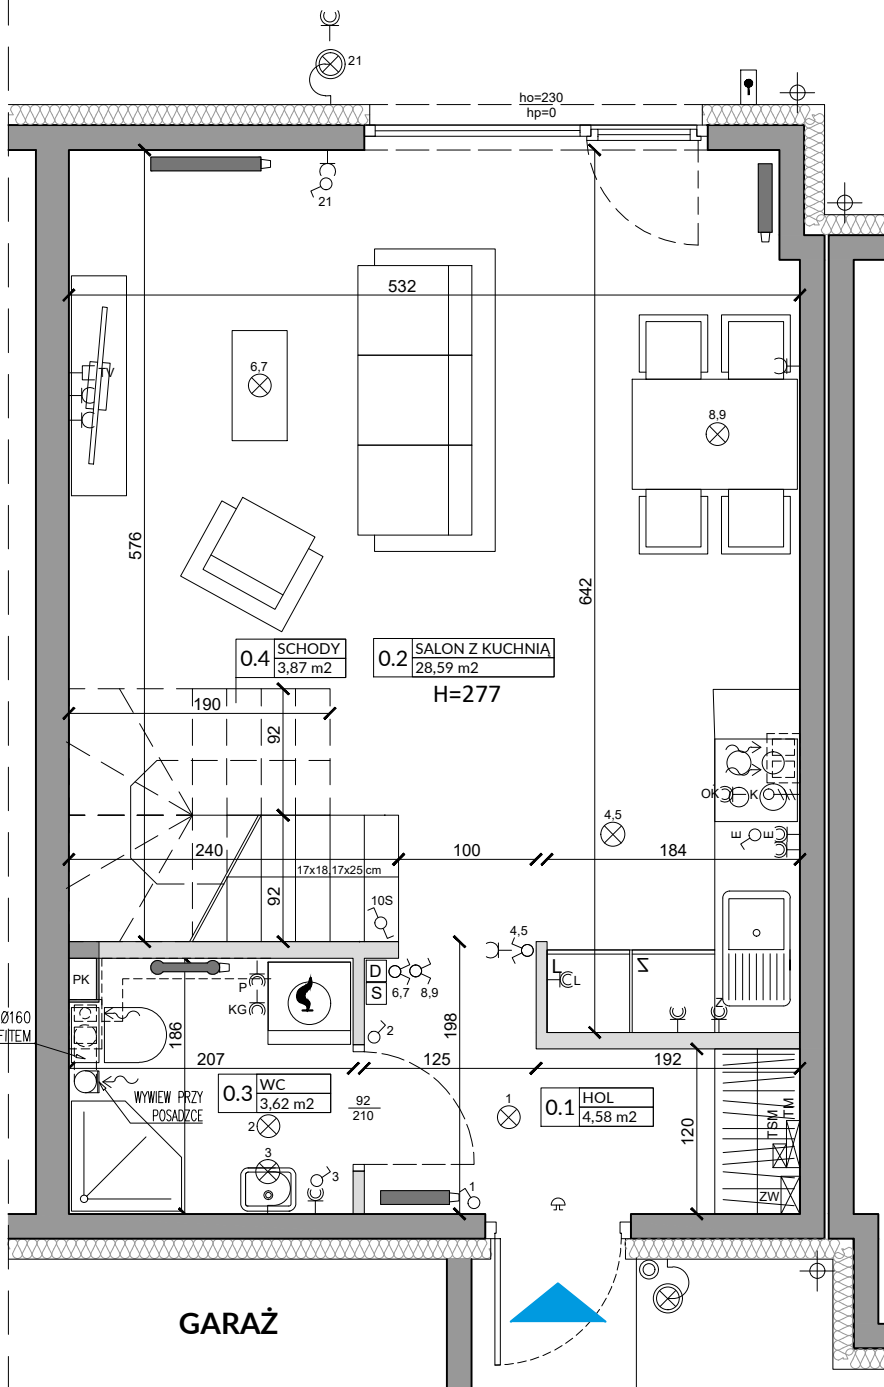 21
ho=230
hp=0
21
532
6,7
TV
8,9
576
642
0.4 SCHODY
3,87 m2
0.2 SALON Z KUCHNIĄ
28,59 m2
H=277
190
92
OK
K
4,5
E
E
240
100
184
17x18,17x25 cm
92
10S
4,5
PK
P
KG
D
S
6,7
8,9
L
L
Z
Z
Ø160
FITEM
186
2
198
207
125
192
WYWIEW PRZY
POSADZCE
0.3 WC
3,62 m2
92
210
1
0.1 HOL
4,58 m2
120
TSM
TM
2
3
3
1
ZW
GARAŻ